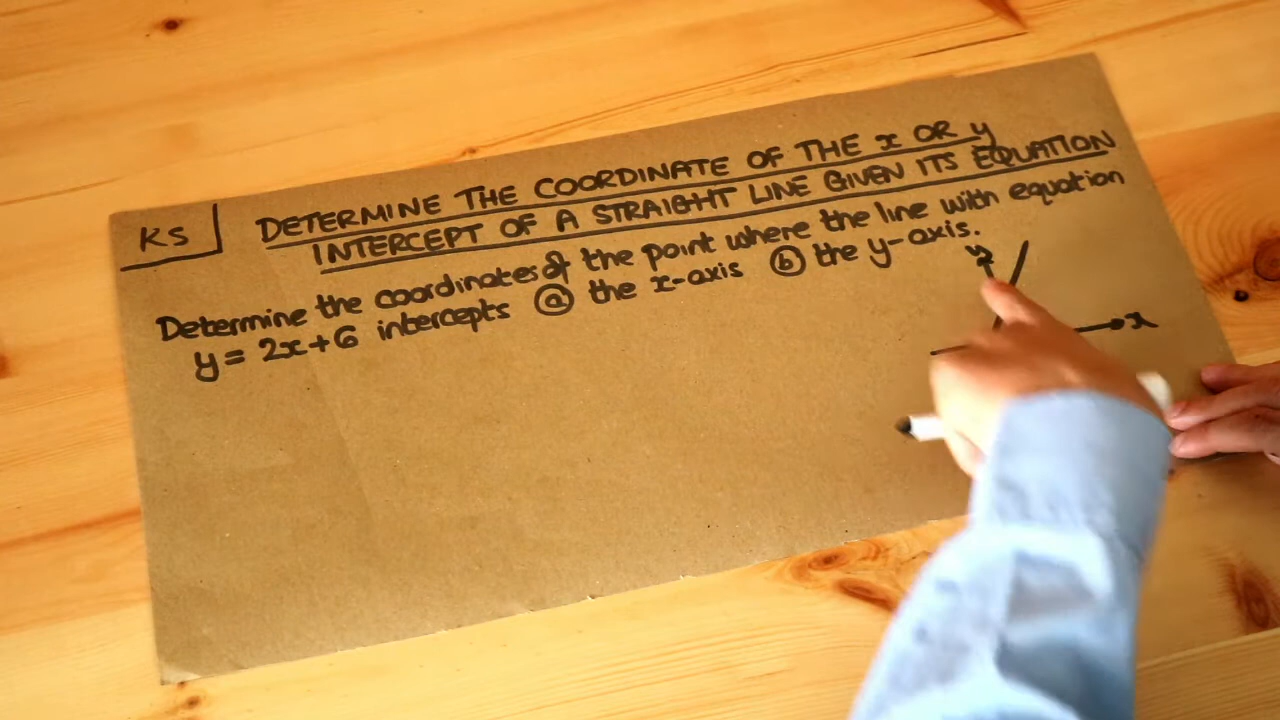 KS
DETERMINE THE COORDINATE OF THE x OR y
INTERCEPT OF A STRAIGHT LINE GIVEN ITS EQUATION
Determine the coordinates of the point where the line with equation
y = 2x+6 intercepts ⓐ the x-axis ⓑ the y-axis.
y
x